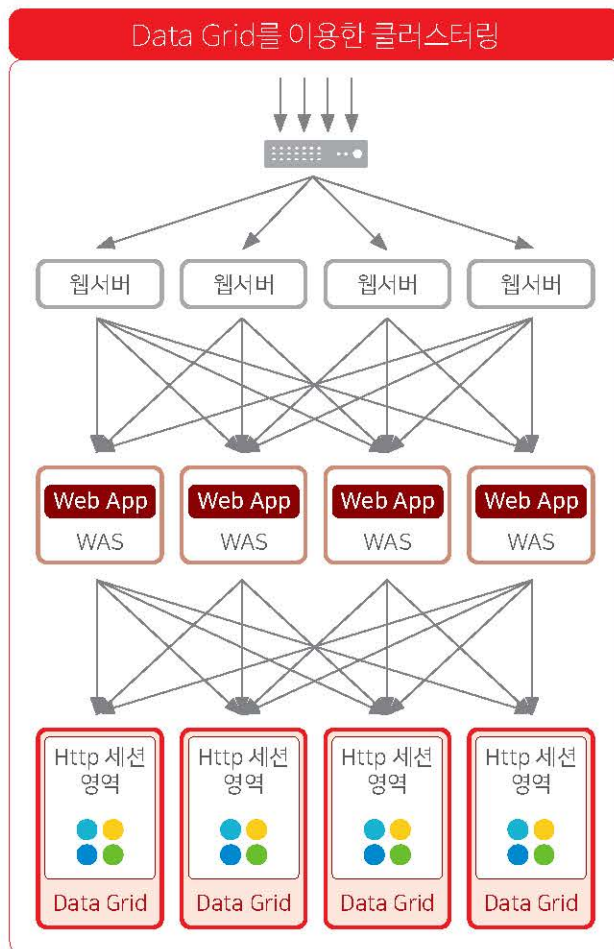 Data Grid를 이용한 클러스터링
웹서버 웹서버 웹서버 웹서버
Web App Web App Web App Web App
WAS WAS WAS WAS
Http 세션 Http 세션 Http 세션 Http 세션
영역 영역 영역 영역
Data Grid Data Grid Data Grid Data Grid